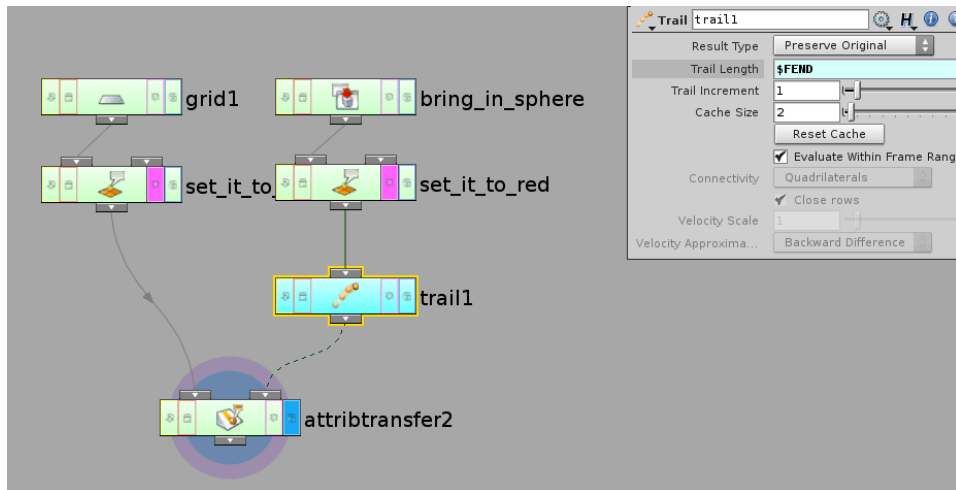 Trail trail1
Result Type Preserve Original
Trail Length $FEND
Trail Increment 1
Cache Size 2
Reset Cache
Evaluate Within Frame Rang
Connectivity Quadrilaterals
Close rows
Velocity Scale 1
Velocity Approxima... Backward Difference
grid1
bring_in_sphere
set_it_to_
set_it_to_red
trail1
attribtransfer2